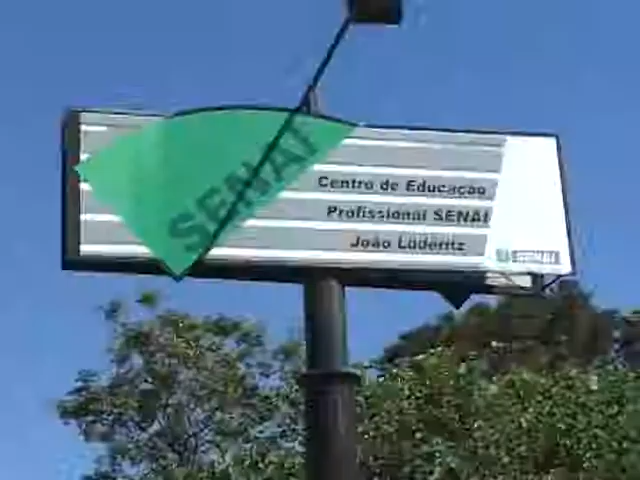 SENAI
Centro de Educação
Profissional SENAI
João Lüderitz
SENAI